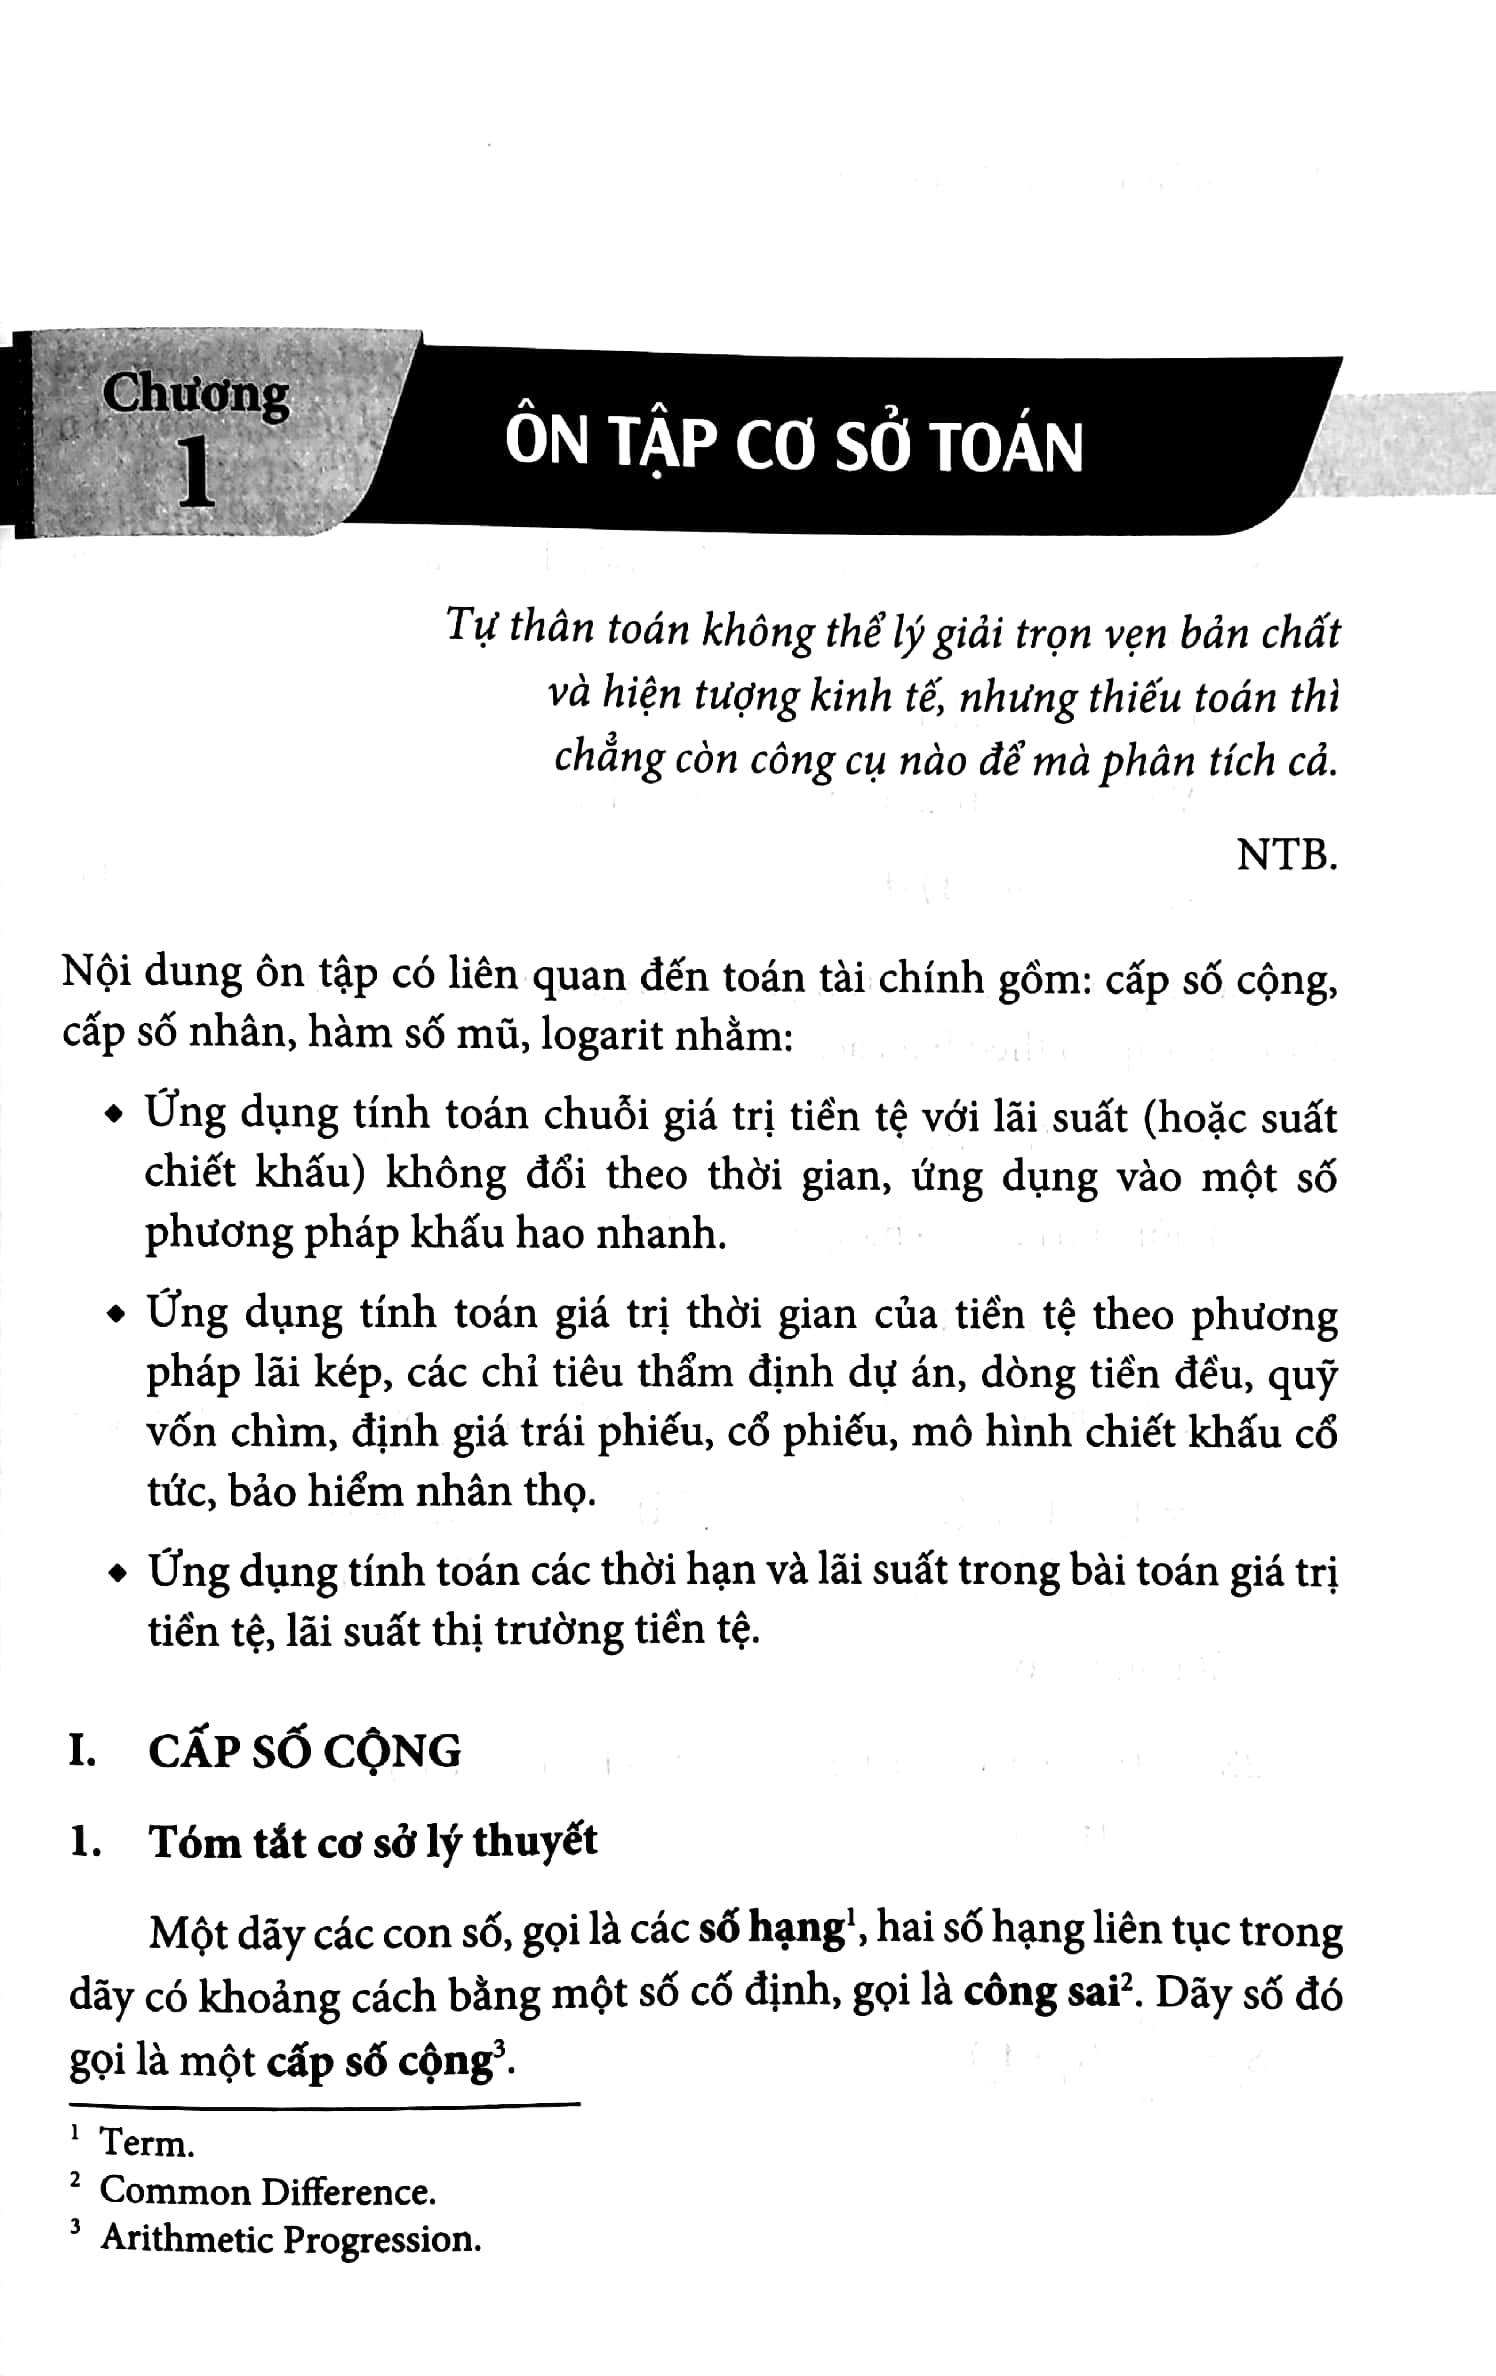 Chương
1
ÔN TẬP CƠ SỞ TOÁN
Tự thân toán không thể lý giải trọn vẹn bản chất
và hiện tượng kinh tế, nhưng thiếu toán thì
chẳng còn công cụ nào để mà phân tích cả.
NTB.
Nội dung ôn tập có liên quan đến toán tài chính gồm: cấp số cộng,
cấp số nhân, hàm số mũ, logarit nhằm:
◆ Ứng dụng tính toán chuỗi giá trị tiền tệ với lãi suất (hoặc suất
chiết khấu) không đổi theo thời gian, ứng dụng vào một số
phương pháp khấu hao nhanh.
◆ Ứng dụng tính toán giá trị thời gian của tiền tệ theo phương
pháp lãi kép, các chỉ tiêu thẩm định dự án, dòng tiền đều, quỹ
vốn chìm, định giá trái phiếu, cổ phiếu, mô hình chiết khấu cổ
tức, bảo hiểm nhân thọ.
◆ Ứng dụng tính toán các thời hạn và lãi suất trong bài toán giá trị
tiền tệ, lãi suất thị trường tiền tệ.
I. CẤP SỐ CỘNG
1. Tóm tắt cơ sở lý thuyết
Một dãy các con số, gọi là các số hạng¹, hai số hạng liên tục trong
dãy có khoảng cách bằng một số cố định, gọi là công sai². Dãy số đó
gọi là một cấp số cộng³.
¹ Term.
² Common Difference.
³ Arithmetic Progression.